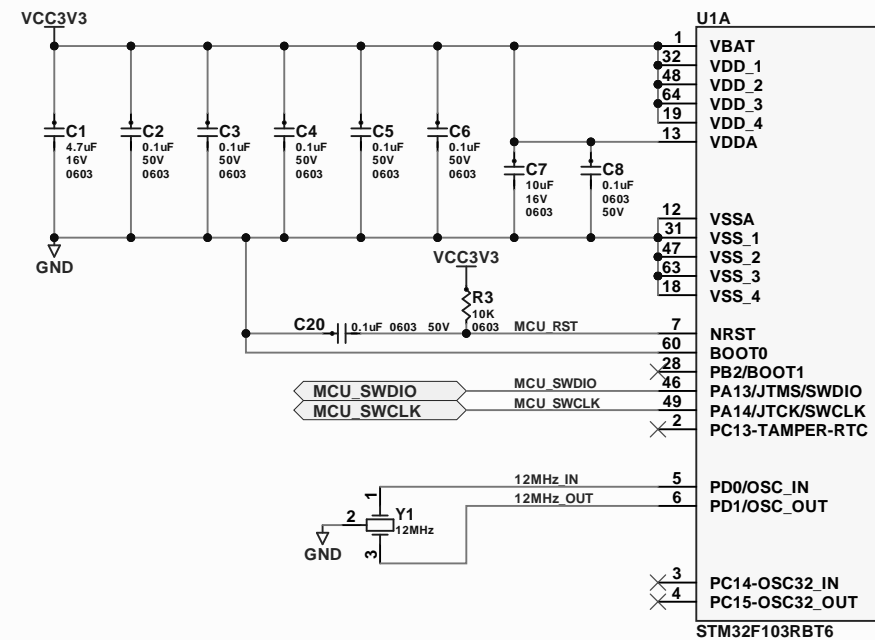 VCC3V3
U1A
1 VBAT
32 VDD_1
48 VDD_2
64 VDD_3
19 VDD_4
13 VDDA
C1
4.7uF
16V
0603
C2
0.1uF
50V
0603
C3
0.1uF
50V
0603
C4
0.1uF
50V
0603
C5
0.1uF
50V
0603
C6
0.1uF
50V
0603
C7
10uF
16V
0603
C8
0.1uF
0603
50V
12 VSSA
31 VSS_1
47 VSS_2
63 VSS_3
18 VSS_4
GND
VCC3V3
R3
10K
0603
C20 0.1uF 0603 50V
MCU_RST 7 NRST
60 BOOT0
28 PB2/BOOT1
MCU_SWDIO MCU_SWDIO 46 PA13/JTMS/SWDIO
MCU_SWCLK MCU_SWCLK 49 PA14/JTCK/SWCLK
2 PC13-TAMPER-RTC
12MHz_IN 5 PD0/OSC_IN
12MHz_OUT 6 PD1/OSC_OUT
1
2
3
Y1
12MHz
GND
3 PC14-OSC32_IN
4 PC15-OSC32_OUT
STM32F103RBT6